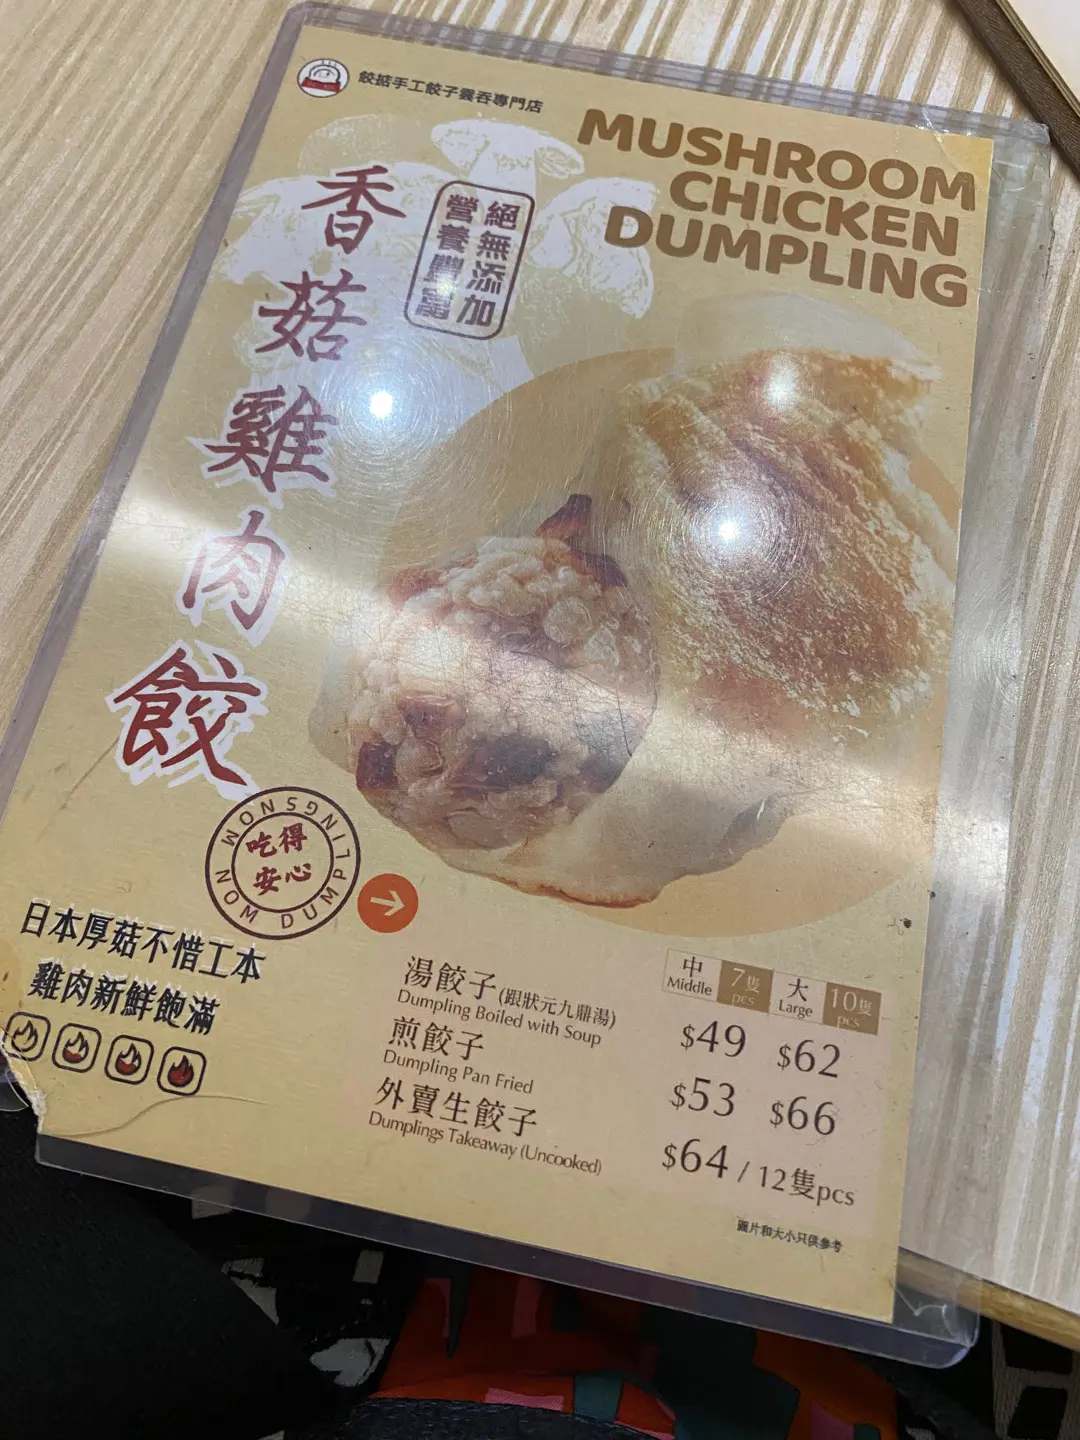 餃掂手工餃子雲吞專門店
MUSHROOM
CHICKEN
DUMPLING
香菇雞肉餃
絕無添加
營養豐富
NOM NOM DUMPLINGS
吃得
安心
日本厚菇不惜工本
雞肉新鮮飽滿
中 Middle 7隻 pcs 大 Large 10隻 pcs
湯餃子(跟狀元九鼎湯) $49 $62
Dumpling Boiled with Soup
煎餃子 $53 $66
Dumpling Pan Fried
外賣生餃子 $64 / 12隻pcs
Dumplings Takeaway (Uncooked)
圖片和大小只供參考